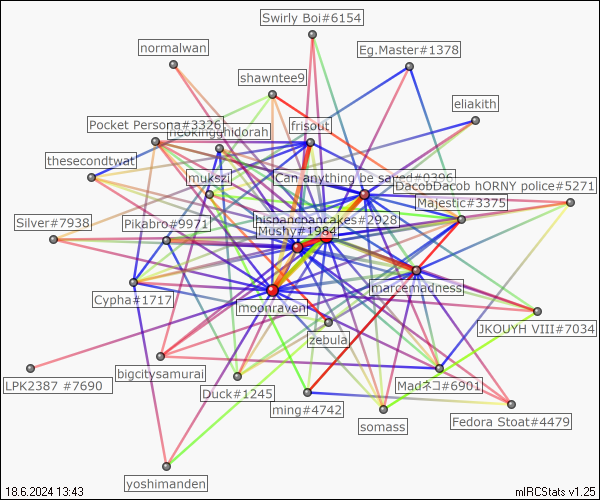 Swirly Boi#6154
normalwan
Eg.Master#1378
shawntee9
eliakith
Pocket Persona#3326
frisout
neokingghidorah
thesecondtwat
mukszi
Can anything be saved#0396
DacobDacob hORNY police#5271
Majestic#3375
Silver#7938
Pikabro#9971
hispanopancakes#2928
Mushy#1984
marcemadness
Cypha#1717
moonraven
JKOUYH VIII#7034
zebula
LPK2387 #7690
bigcitysamurai
Duck#1245
Madネコ#6901
ming#4742
somass
Fedora Stoat#4479
yoshimanden
18.6.2024 13:43
mIRCStats v1.25